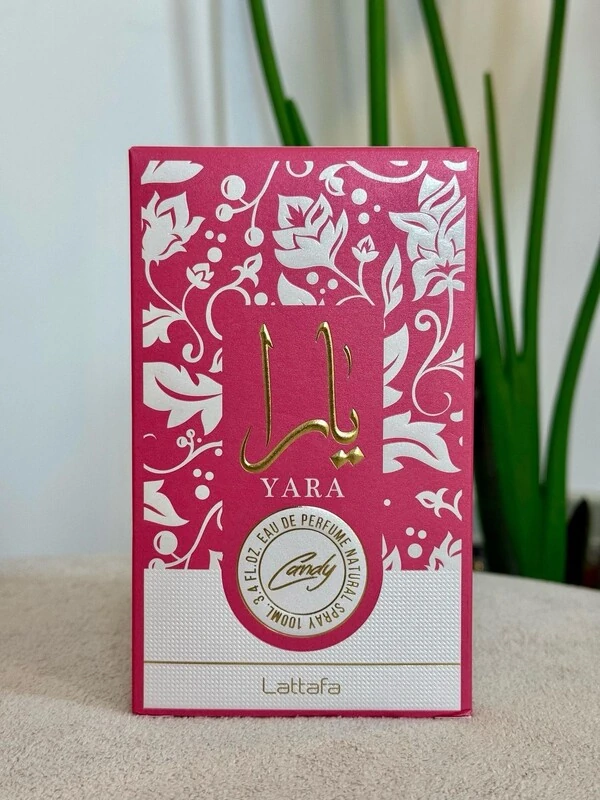 يارا
YARA
EAU DE PERFUME NATURAL SPRAY 100ML. 3.4 FL.OZ.
Candy
Lattafa